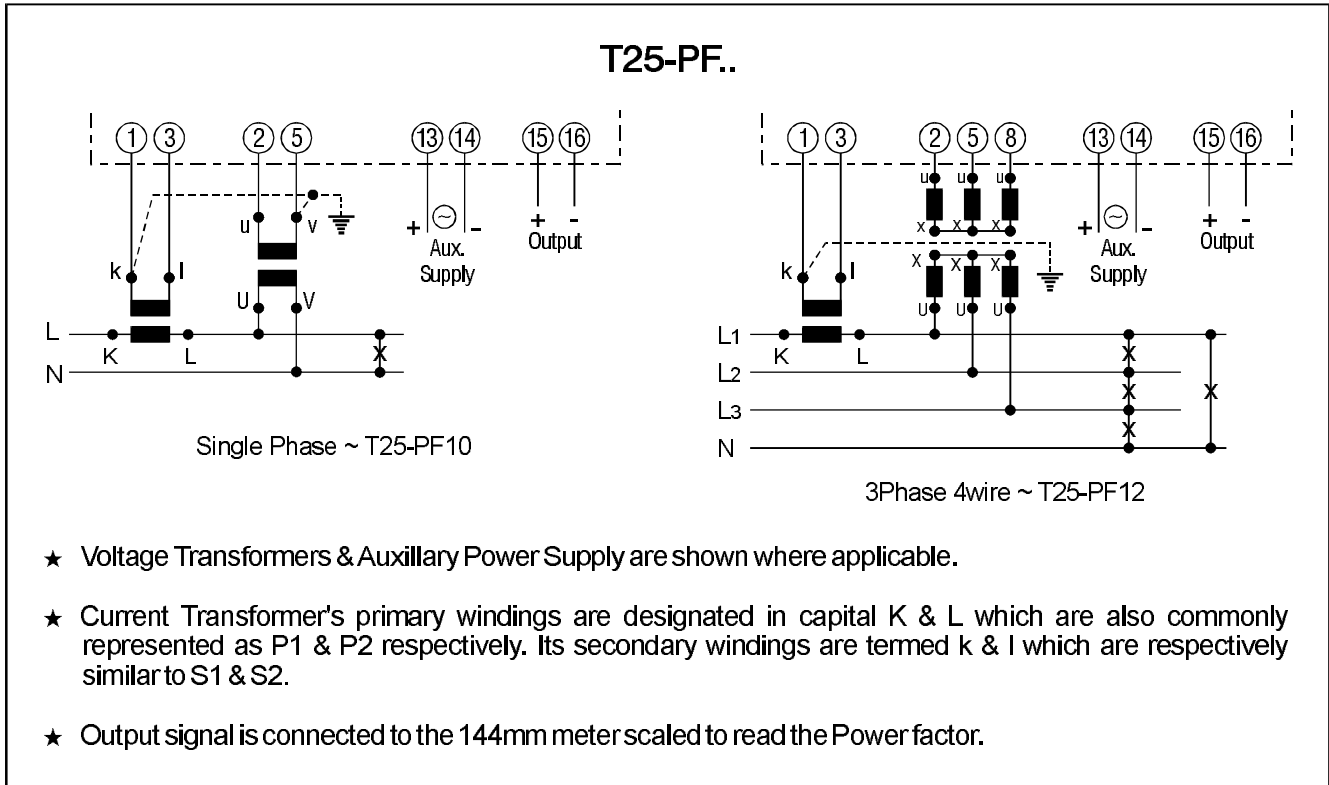 T25-PF..
1 3 2 5 13 14 15 16
u v
+ ~ -
Aux.
Supply
+ -
Output
k l
U V
L
K L
N
X
Single Phase ~ T25-PF10
1 3 2 5 8 13 14 15 16
u u u
x x x
+ ~ -
Aux.
Supply
+ -
Output
k l
X X X
U U U
L1
K L
L2
L3
N
X
X
X
X
3Phase 4wire ~ T25-PF12
★ Voltage Transformers & Auxillary Power Supply are shown where applicable.
★ Current Transformer's primary windings are designated in capital K & L which are also commonly
represented as P1 & P2 respectively. Its secondary windings are termed k & l which are respectively
similar to S1 & S2.
★ Output signal is connected to the 144mm meter scaled to read the Power factor.